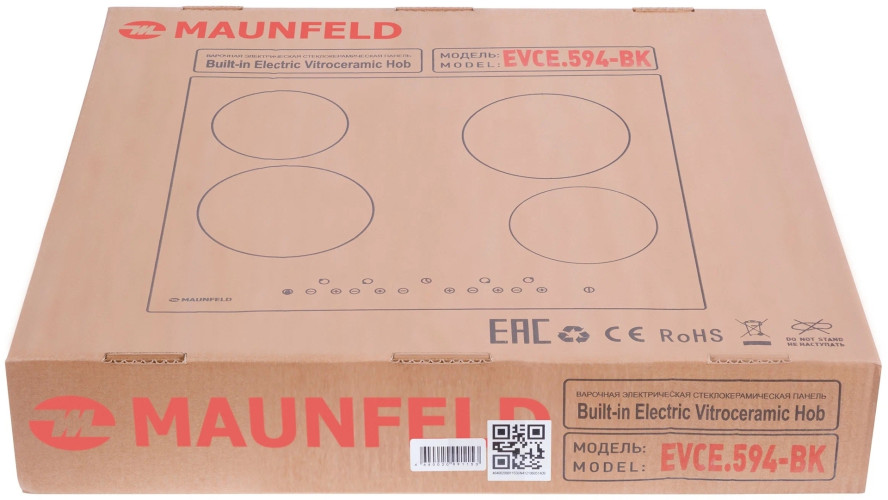 MAUNFELD
ВАРОЧНАЯ ЭЛЕКТРИЧЕСКАЯ СТЕКЛОКЕРАМИЧЕСКАЯ ПАНЕЛЬ
Built-in Electric Vitroceramic Hob
МОДЕЛЬ:
MODEL:
EVCE.594-BK
MAUNFELD
EAC
CE
RoHS
DO NOT STAND
НЕ НАСТУПАТЬ
MAUNFELD
ВАРОЧНАЯ ЭЛЕКТРИЧЕСКАЯ СТЕКЛОКЕРАМИЧЕСКАЯ ПАНЕЛЬ
Built-in Electric Vitroceramic Hob
МОДЕЛЬ:
MODEL:
EVCE.594-BK